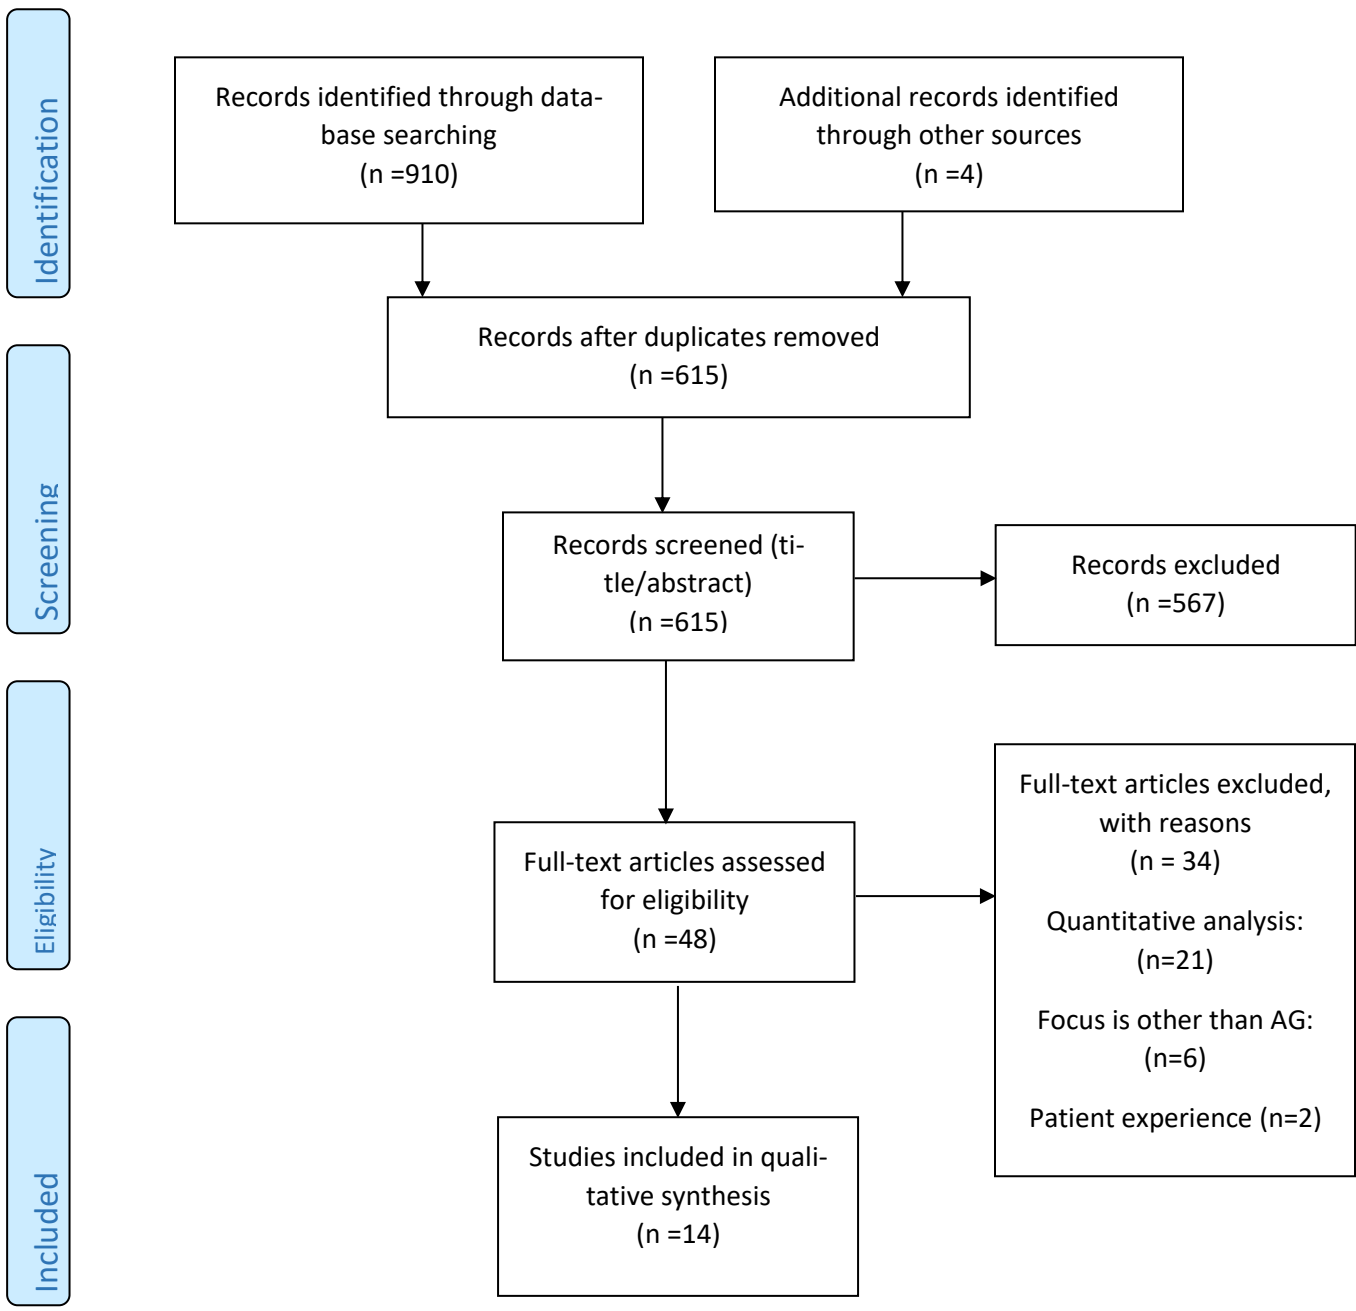 Identification
Records identified through data-
base searching
(n =910)
Additional records identified
through other sources
(n =4)
Records after duplicates removed
(n =615)
Screening
Records screened (ti-
tle/abstract)
(n =615)
Records excluded
(n =567)
Eligibility
Full-text articles assessed
for eligibility
(n =48)
Full-text articles excluded,
with reasons
(n = 34)
Quantitative analysis:
(n=21)
Focus is other than AG:
(n=6)
Patient experience (n=2)
Included
Studies included in quali-
tative synthesis
(n =14)